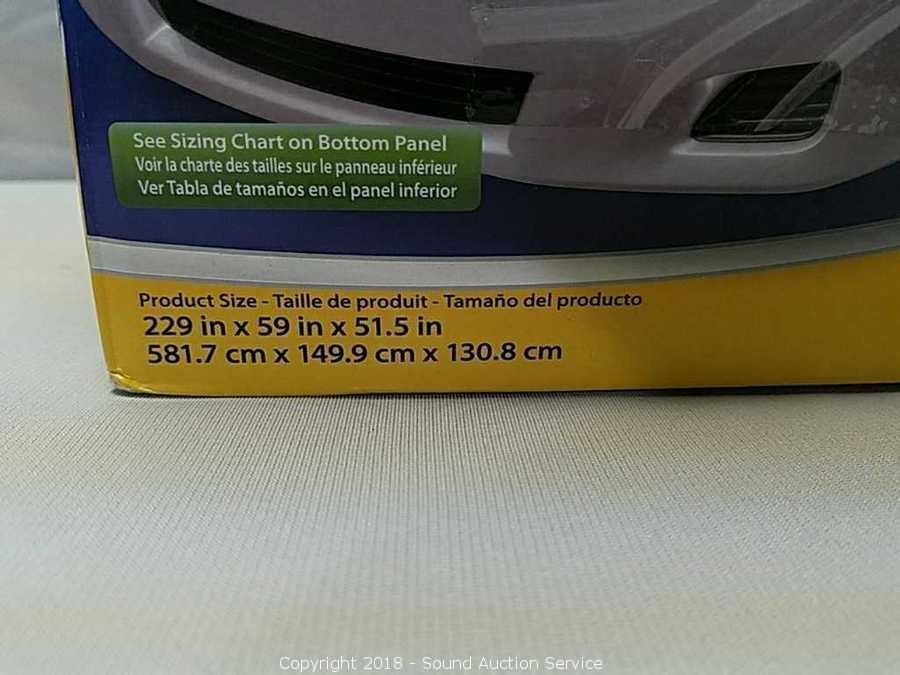 See Sizing Chart on Bottom Panel
Voir la charte des tailles sur le panneau inférieur
Ver Tabla de tamaños en el panel inferior
Product Size - Taille de produit - Tamaño del producto
229 in x 59 in x 51.5 in
581.7 cm x 149.9 cm x 130.8 cm
Copyright 2018 - Sound Auction Service